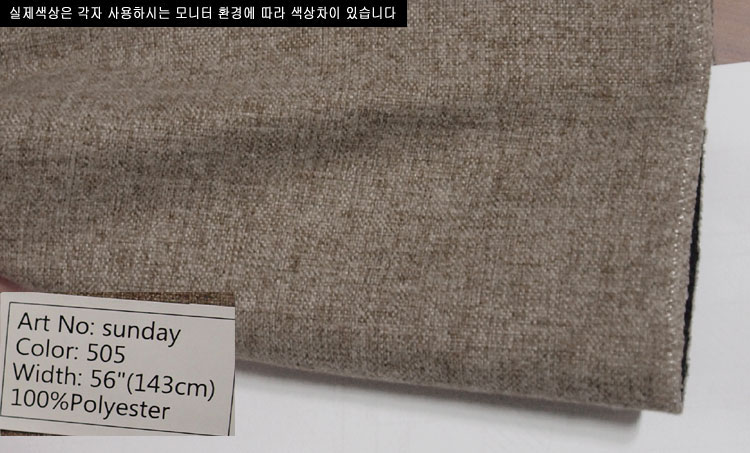 실제색상은 각자 사용하시는 모니터 환경에 따라 색상차이 있습니다
Art No: sunday
Color: 505
Width: 56"(143cm)
100%Polyester